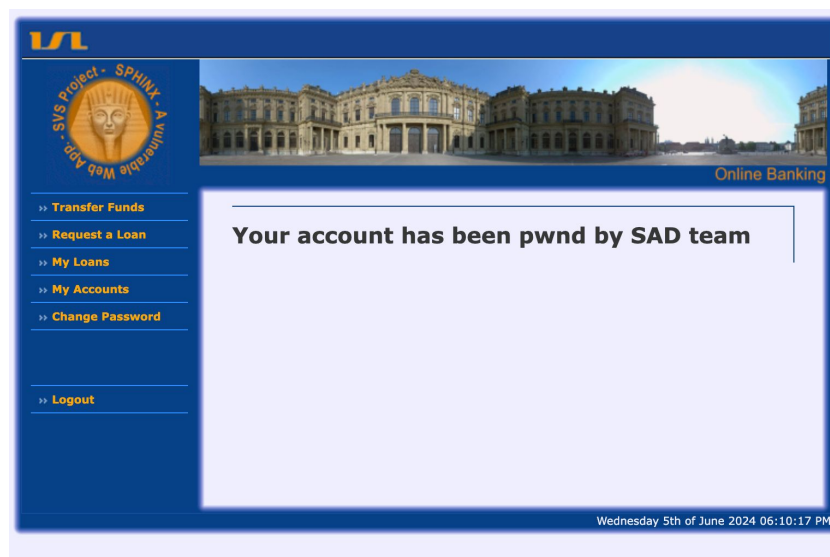 ISL
SVS Project - SPHINX - A vulnerable Web App. -
Online Banking
›› Transfer Funds
›› Request a Loan
›› My Loans
›› My Accounts
›› Change Password
›› Logout
Your account has been pwnd by SAD team
Wednesday 5th of June 2024 06:10:17 PM